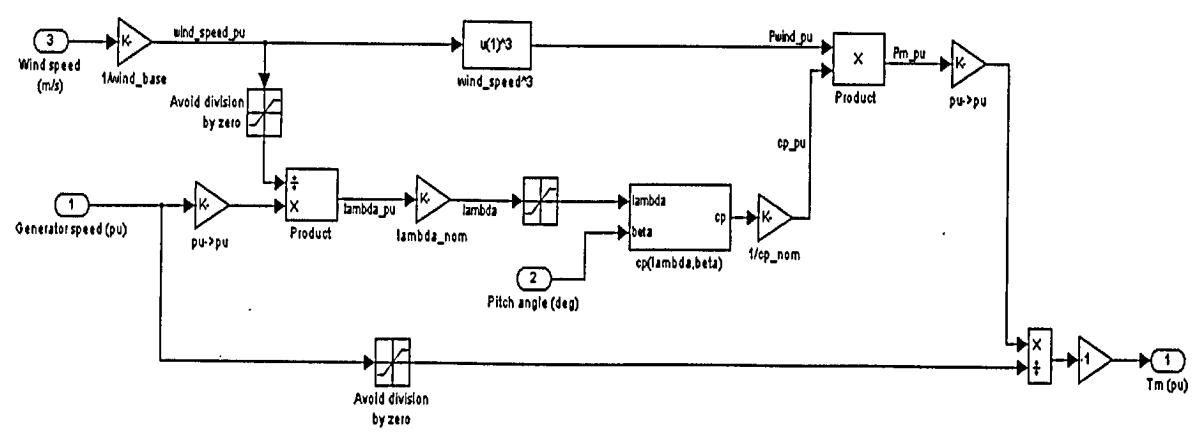 3
Wind speed
(m/s)
K-
1/wind_base
wind_speed_pu
u(1)^3
wind_speed^3
Pwind_pu
X
Product
Pm_pu
K-
pu->pu
Avoid division
by zero
cp_pu
1
Generator speed (pu)
K-
pu->pu
÷
X
Product
lambda_pu
K-
lambda_nom
lambda
lambda
beta
cp
cp(lambda,beta)
K-
1/cp_nom
2
Pitch angle (deg)
Avoid division
by zero
X
÷
-1
1
Tm (pu)